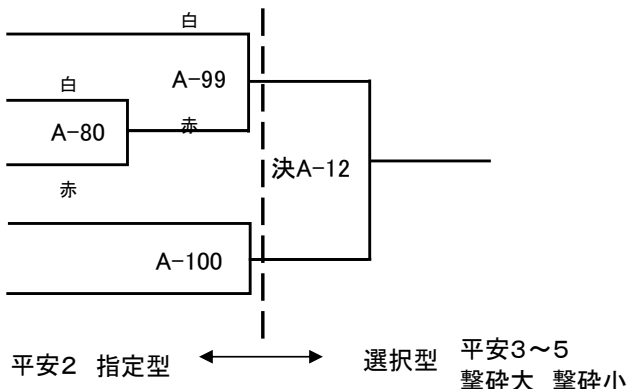 白
A-99
白
A-80
赤
赤
決A-12
A-100
平安2 指定型
選択型 平安3～5
撃砕大 撃砕小